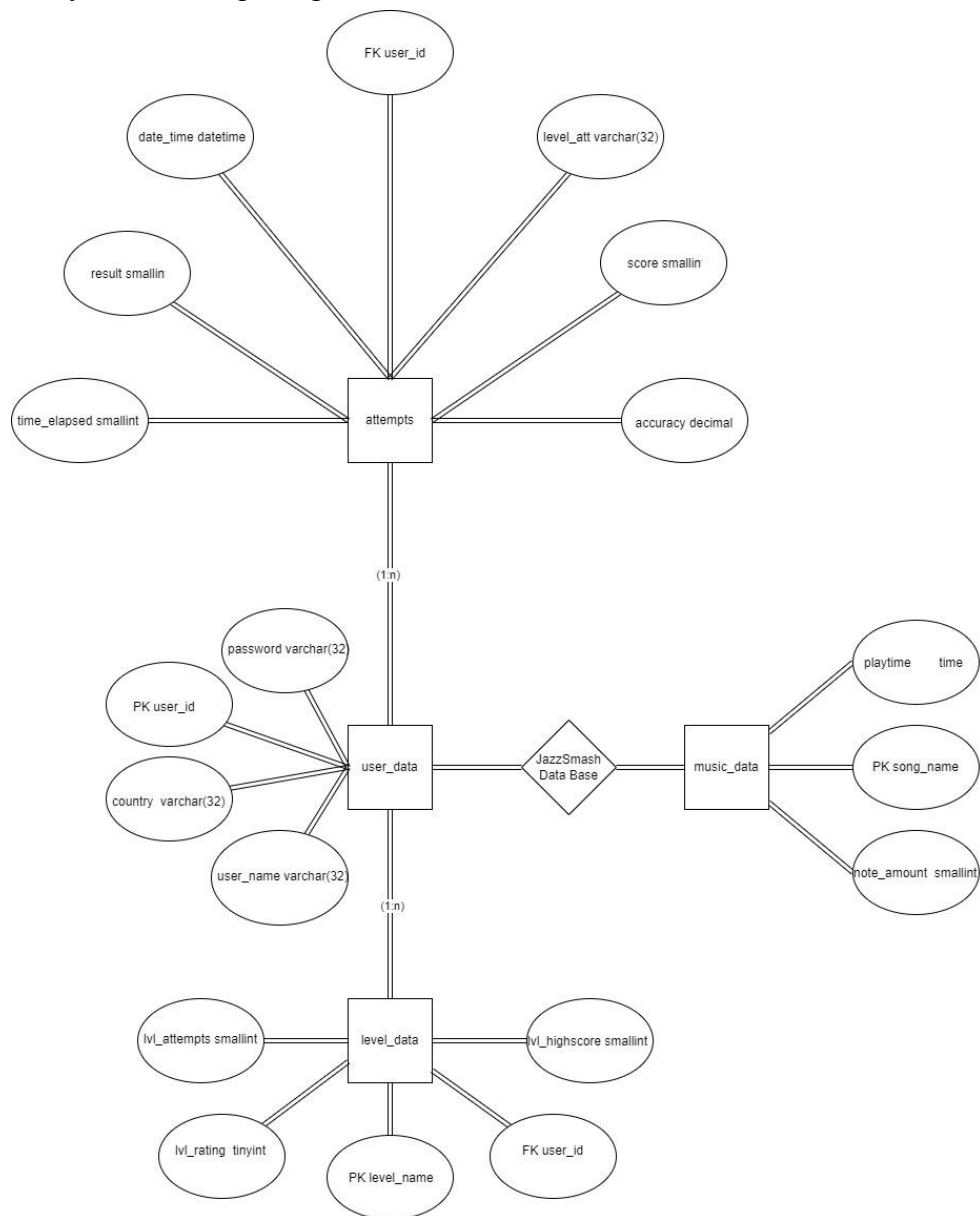 FK user_id
date_time datetime
level_att varchar(32)
result smallin
score smallin
time_elapsed smallint
attempts
accuracy decimal
(1:n)
password varchar(32)
playtime time
PK user_id
user_data
JazzSmash
Data Base
music_data
PK song_name
country varchar(32)
user_name varchar(32)
note_amount smallint
(1:n)
lvl_attempts smallint
level_data
lvl_highscore smallint
lvl_rating tinyint
PK level_name
FK user_id